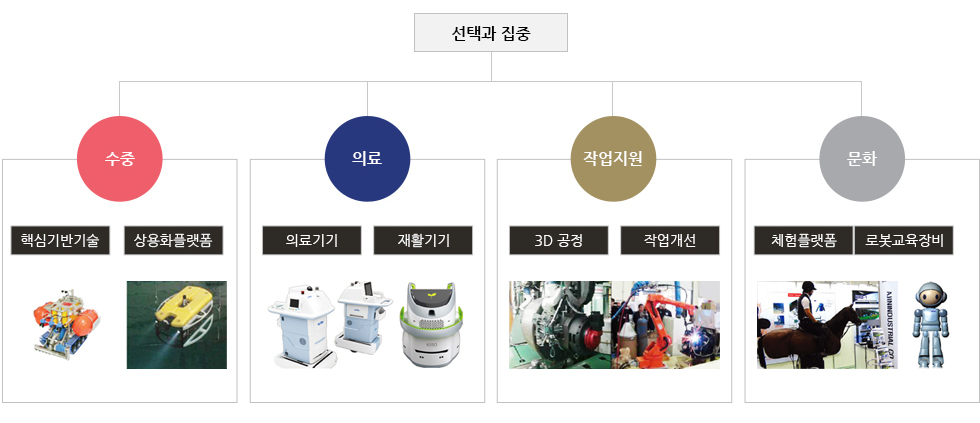 선택과 집중
수중
의료
작업지원
문화
핵심기반기술
상용화플랫폼
의료기기
재활기기
3D 공정
작업개선
체험플랫폼
로봇교육장비
KIRO